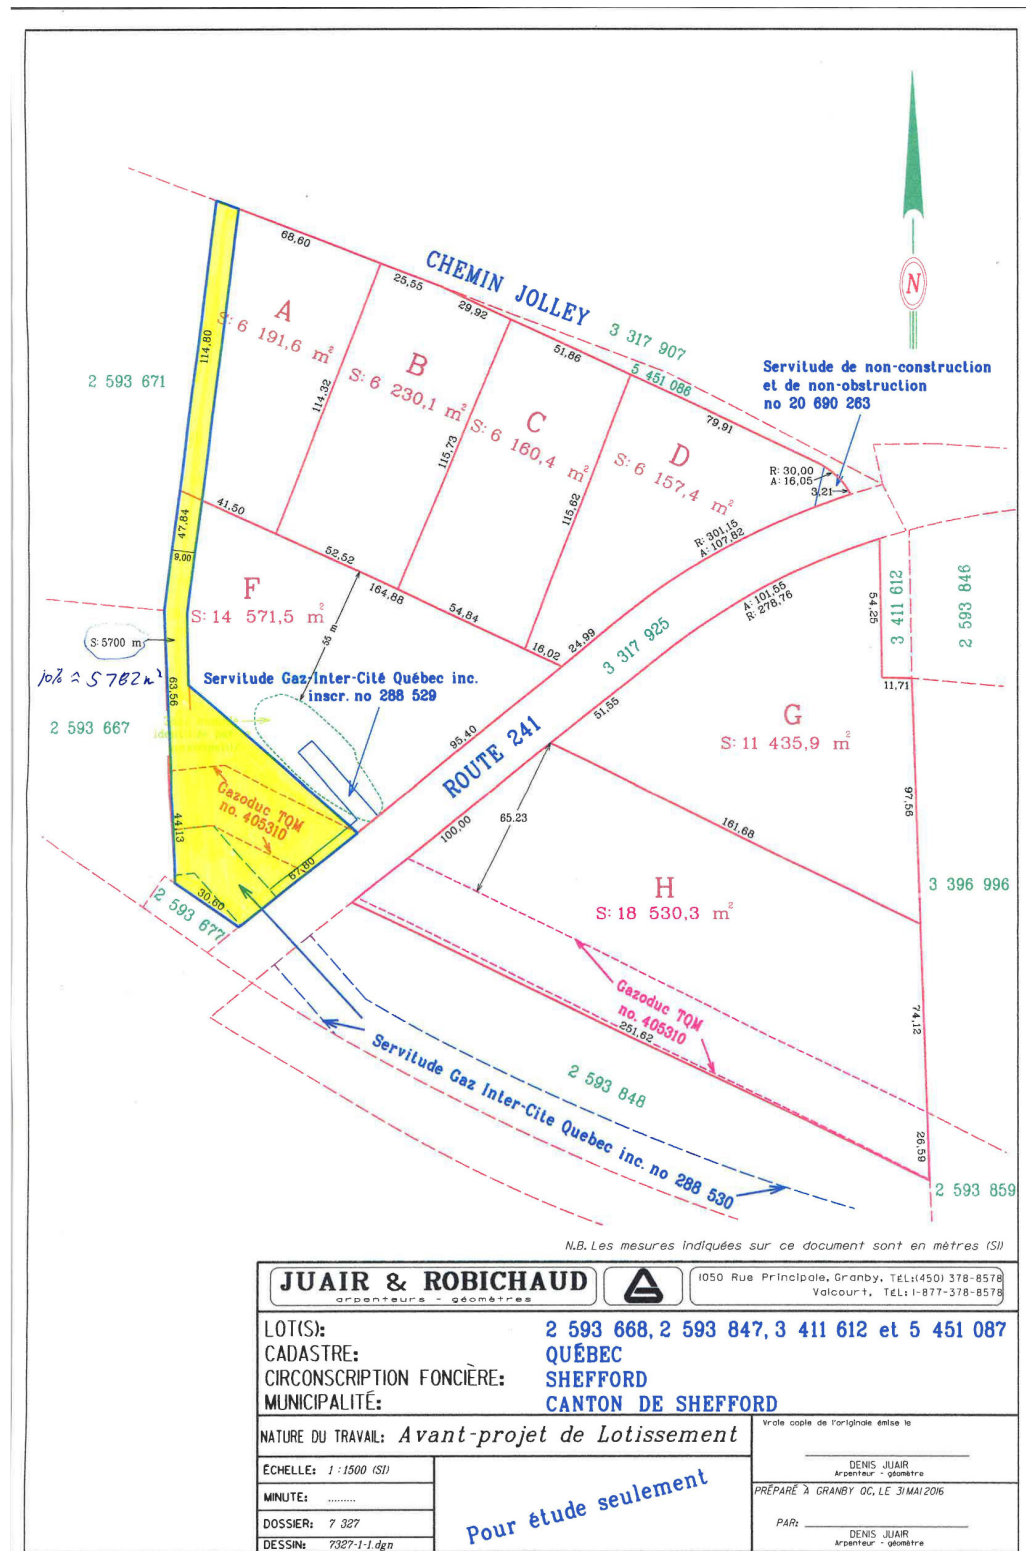 68,60
CHEMIN JOLLEY
25,55
29,92
3 317 907
51,86
5 451 086
79,91
N
Servitude de non-construction
et de non-obstruction
no 20 690 263
R: 30,00
A: 16,05
3,21
A
S: 6 191,6 m²
B
S: 6 230,1 m²
C
S: 6 160,4 m²
D
S: 6 157,4 m²
114,80
114,32
115,73
115,62
2 593 671
47,84
9,00
41,50
52,52
164,88
54,84
16,02
24,99
R: 301,15
A: 107,82
A: 101,55
R: 278,76
3 317 925
54,25
3 411 612
2 593 846
11,71
F
S: 14 571,5 m²
55 m
S: 5700 m
10% ≈ 5782 m²
63,56
2 593 667
Servitude Gaz Inter-Cité Québec inc.
inscr. no 288 529
95,40
ROUTE 241
51,55
G
S: 11 435,9 m²
97,56
Gazoduc TQM
no. 405310
44,13
67,80
30,60
2 593 677
100,00
65,23
161,68
H
S: 18 530,3 m²
3 396 996
Gazoduc TQM
no. 405310
251,62
74,12
26,59
2 593 848
Servitude Gaz Inter-Cite Quebec inc. no 288 530
2 593 859
N.B. Les mesures indiquées sur ce document sont en mètres (SI)
JUAIR & ROBICHAUD
arpenteurs - géomètres
1050 Rue Principale, Granby, TÉL:(450) 378-8578
Valcourt, TÉL: 1-877-378-8578
LOT(S): 2 593 668, 2 593 847, 3 411 612 et 5 451 087
CADASTRE: QUÉBEC
CIRCONSCRIPTION FONCIÈRE: SHEFFORD
MUNICIPALITÉ: CANTON DE SHEFFORD
NATURE DU TRAVAIL: Avant-projet de Lotissement
Vraie copie de l'originale émise le
DENIS JUAIR
Arpenteur - géomètre
ÉCHELLE: 1 : 1500 (SI)
MINUTE: .........
DOSSIER: 7 327
DESSIN: 7327-1-1.dgn
Pour étude seulement
PRÉPARÉ À GRANBY QC, LE 31 MAI 2016
PAR:
DENIS JUAIR
Arpenteur - géomètre